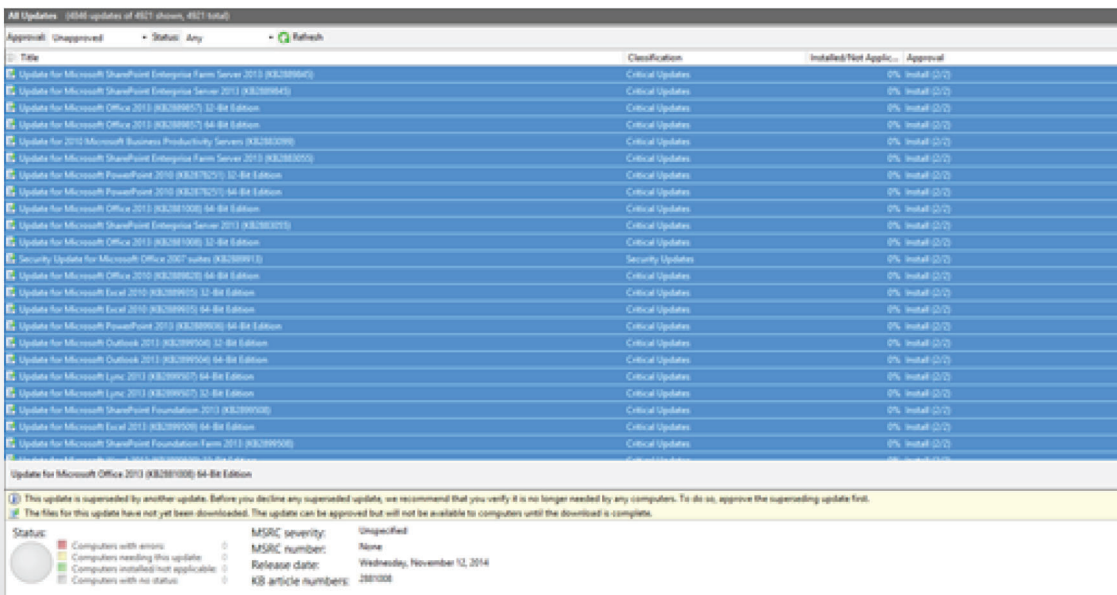 All Updates (4846 updates of 4921 shown, 4921 total)
Approval: Unapproved Status: Any Refresh
Title Classification Installed/Not Applic... Approval
Update for Microsoft SharePoint Enterprise Farm Server 2013 (KB2889845) Critical Updates 0% Install (2/2)
Update for Microsoft SharePoint Enterprise Server 2013 (KB2889845) Critical Updates 0% Install (2/2)
Update for Microsoft Office 2013 (KB2889857) 32-Bit Edition Critical Updates 0% Install (2/2)
Update for Microsoft Office 2013 (KB2889857) 64-Bit Edition Critical Updates 0% Install (2/2)
Update for 2010 Microsoft Business Productivity Servers (KB2883099) Critical Updates 0% Install (2/2)
Update for Microsoft SharePoint Enterprise Farm Server 2013 (KB2883055) Critical Updates 0% Install (2/2)
Update for Microsoft PowerPoint 2010 (KB2878251) 32-Bit Edition Critical Updates 0% Install (2/2)
Update for Microsoft PowerPoint 2010 (KB2878251) 64-Bit Edition Critical Updates 0% Install (2/2)
Update for Microsoft Office 2013 (KB2881008) 64-Bit Edition Critical Updates 0% Install (2/2)
Update for Microsoft SharePoint Enterprise Server 2013 (KB2883055) Critical Updates 0% Install (2/2)
Update for Microsoft Office 2013 (KB2881008) 32-Bit Edition Critical Updates 0% Install (2/2)
Security Update for Microsoft Office 2007 suites (KB2899913) Security Updates 0% Install (2/2)
Update for Microsoft Office 2010 (KB2889828) 64-Bit Edition Critical Updates 0% Install (2/2)
Update for Microsoft Excel 2010 (KB2889935) 32-Bit Edition Critical Updates 0% Install (2/2)
Update for Microsoft Excel 2010 (KB2889935) 64-Bit Edition Critical Updates 0% Install (2/2)
Update for Microsoft PowerPoint 2013 (KB2889936) 64-Bit Edition Critical Updates 0% Install (2/2)
Update for Microsoft Outlook 2013 (KB2899504) 32-Bit Edition Critical Updates 0% Install (2/2)
Update for Microsoft Outlook 2013 (KB2899504) 64-Bit Edition Critical Updates 0% Install (2/2)
Update for Microsoft Lync 2013 (KB2899507) 64-Bit Edition Critical Updates 0% Install (2/2)
Update for Microsoft Lync 2013 (KB2899507) 32-Bit Edition Critical Updates 0% Install (2/2)
Update for Microsoft SharePoint Foundation 2013 (KB2899508) Critical Updates 0% Install (2/2)
Update for Microsoft Excel 2013 (KB2899509) 64-Bit Edition Critical Updates 0% Install (2/2)
Update for Microsoft SharePoint Foundation Farm 2013 (KB2899508) Critical Updates 0% Install (2/2)
Update for Microsoft Office 2013 (KB2881008) 64-Bit Edition
This update is superseded by another update. Before you decline any superseded update, we recommend that you verify it is no longer needed by any computers. To do so, approve the superseding update first.
The files for this update have not yet been downloaded. The update can be approved but will not be available to computers until the download is complete.
Status: MSRC severity: Unspecified
Computers with errors: 0 MSRC number: None
Computers needing this update: 0 Release date: Wednesday, November 12, 2014
Computers installed/not applicable: 0 KB article numbers: 2881008
Computers with no status: 0